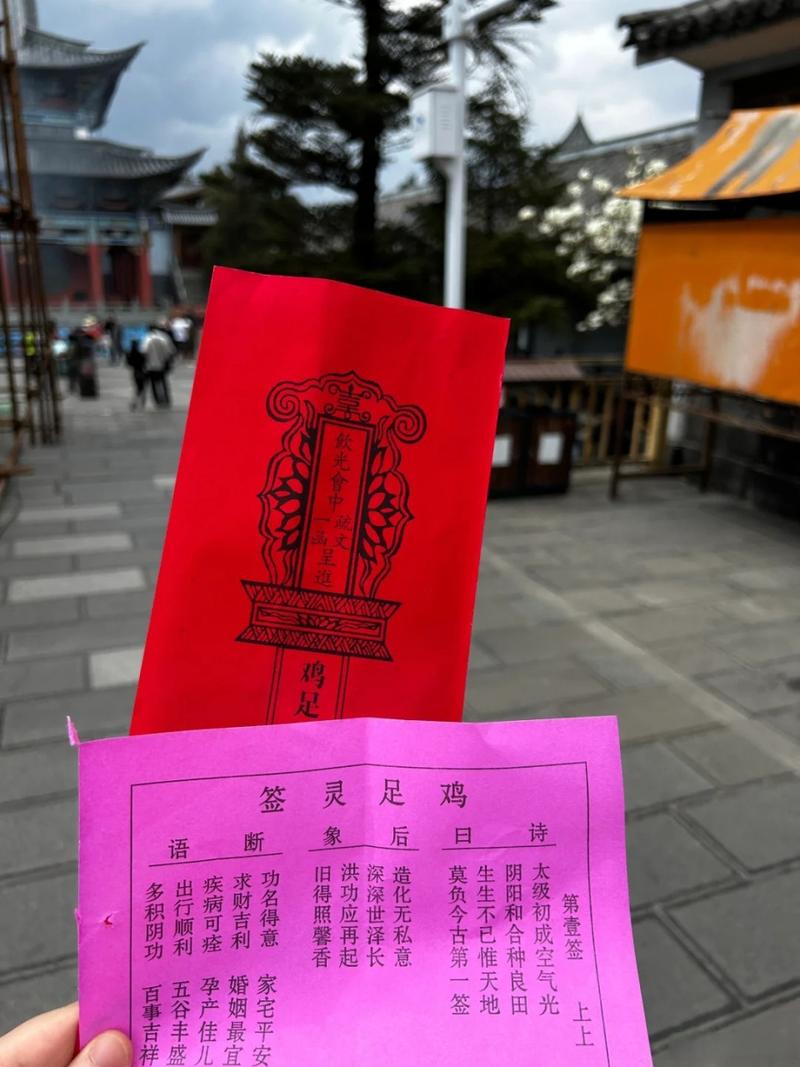 飲光會中
疏文
一函
呈
鸡足
鸡足灵签
第壹签 上上
诗曰
太级初成空气光
阴阳和合种良田
生生不已惟天地
莫负今古第一签
后象
造化无私意
深深世泽长
洪功应再起
旧得照馨香
断语
功名得意 家宅平安
求财吉利 婚姻最宜
疾病可痊 孕产佳儿
出行顺利 五谷丰盛
多积阴功 百事吉祥